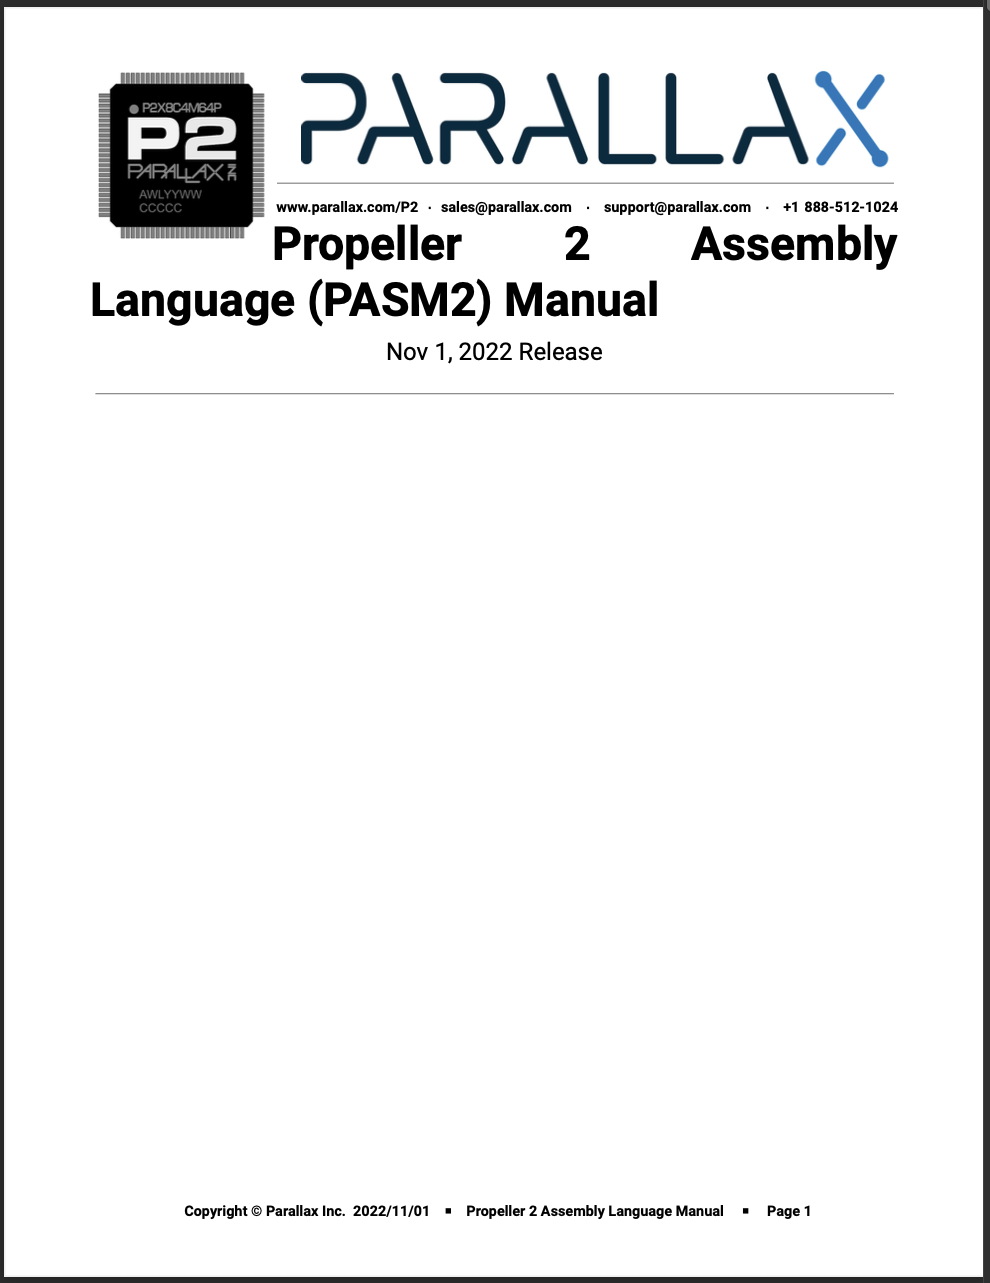 P2X8C4M64P
P2
PARALLAX INC
AWLYYWW
CCCCC
PARALLAX
www.parallax.com/P2 · sales@parallax.com · support@parallax.com · +1 888-512-1024
Propeller 2 Assembly
Language (PASM2) Manual
Nov 1, 2022 Release
Copyright © Parallax Inc. 2022/11/01 ▪ Propeller 2 Assembly Language Manual ▪ Page 1